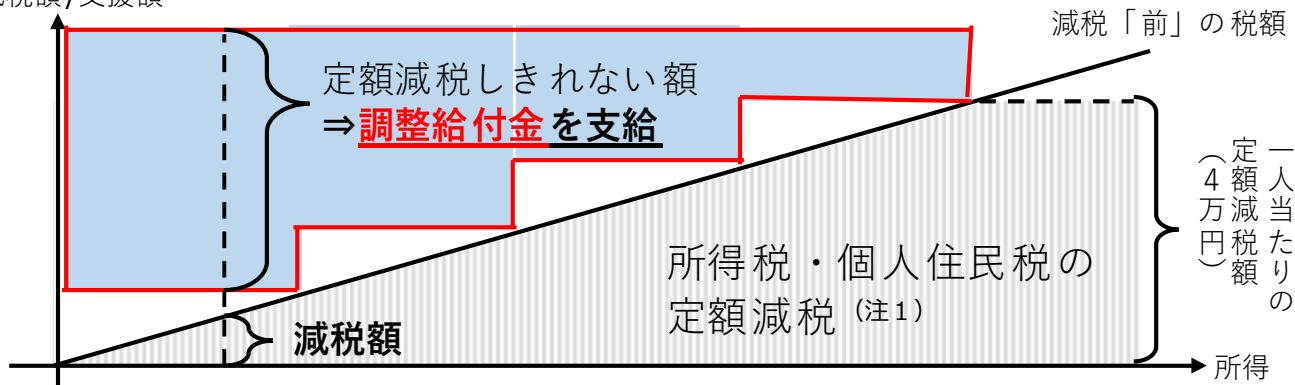 減税「前」の税額
定額減税しきれない額
⇒調整給付金を支給
一人当たりの
定額減税額
（４万円）
所得税・個人住民税の
定額減税（注１）
減税額
所得